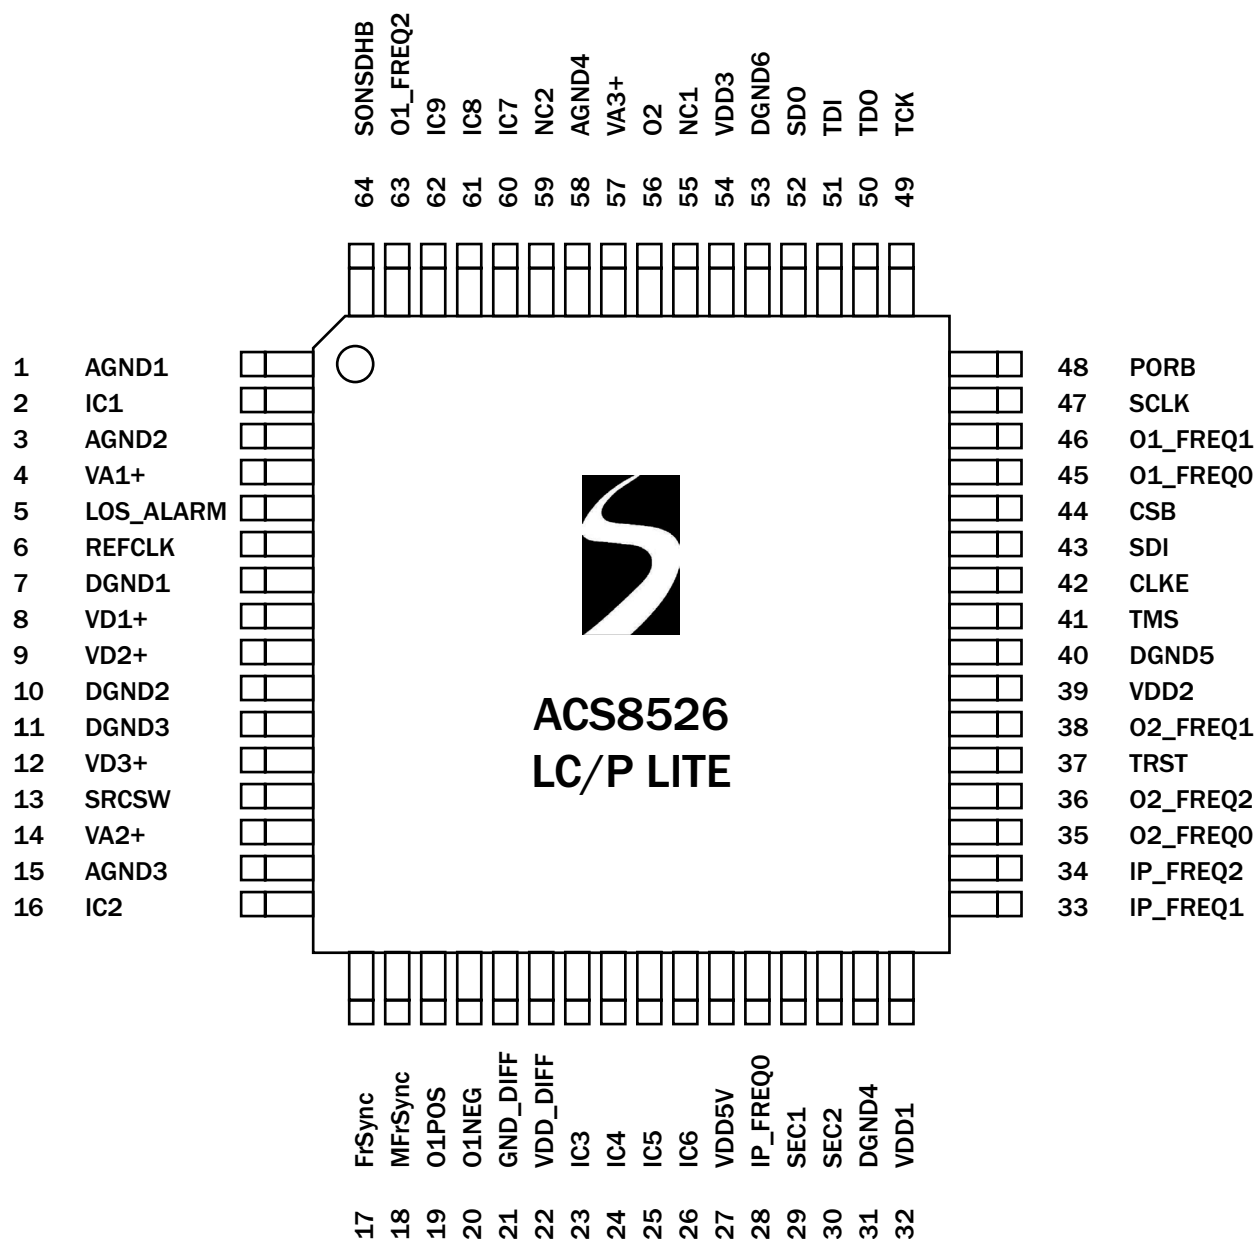 SONSDHB
O1_FREQ2
IC9
IC8
IC7
NC2
AGND4
VA3+
O2
NC1
VDD3
DGND6
SDO
TDI
TDO
TCK
64 63 62 61 60 59 58 57 56 55 54 53 52 51 50 49
1 AGND1
2 IC1
3 AGND2
4 VA1+
5 LOS_ALARM
6 REFCLK
7 DGND1
8 VD1+
9 VD2+
10 DGND2
11 DGND3
12 VD3+
13 SRCSW
14 VA2+
15 AGND3
16 IC2
ACS8526
LC/P LITE
48 PORB
47 SCLK
46 O1_FREQ1
45 O1_FREQ0
44 CSB
43 SDI
42 CLKE
41 TMS
40 DGND5
39 VDD2
38 O2_FREQ1
37 TRST
36 O2_FREQ2
35 O2_FREQ0
34 IP_FREQ2
33 IP_FREQ1
FrSync
MFrSync
O1POS
O1NEG
GND_DIFF
VDD_DIFF
IC3
IC4
IC5
IC6
VDD5V
IP_FREQ0
SEC1
SEC2
DGND4
VDD1
17 18 19 20 21 22 23 24 25 26 27 28 29 30 31 32